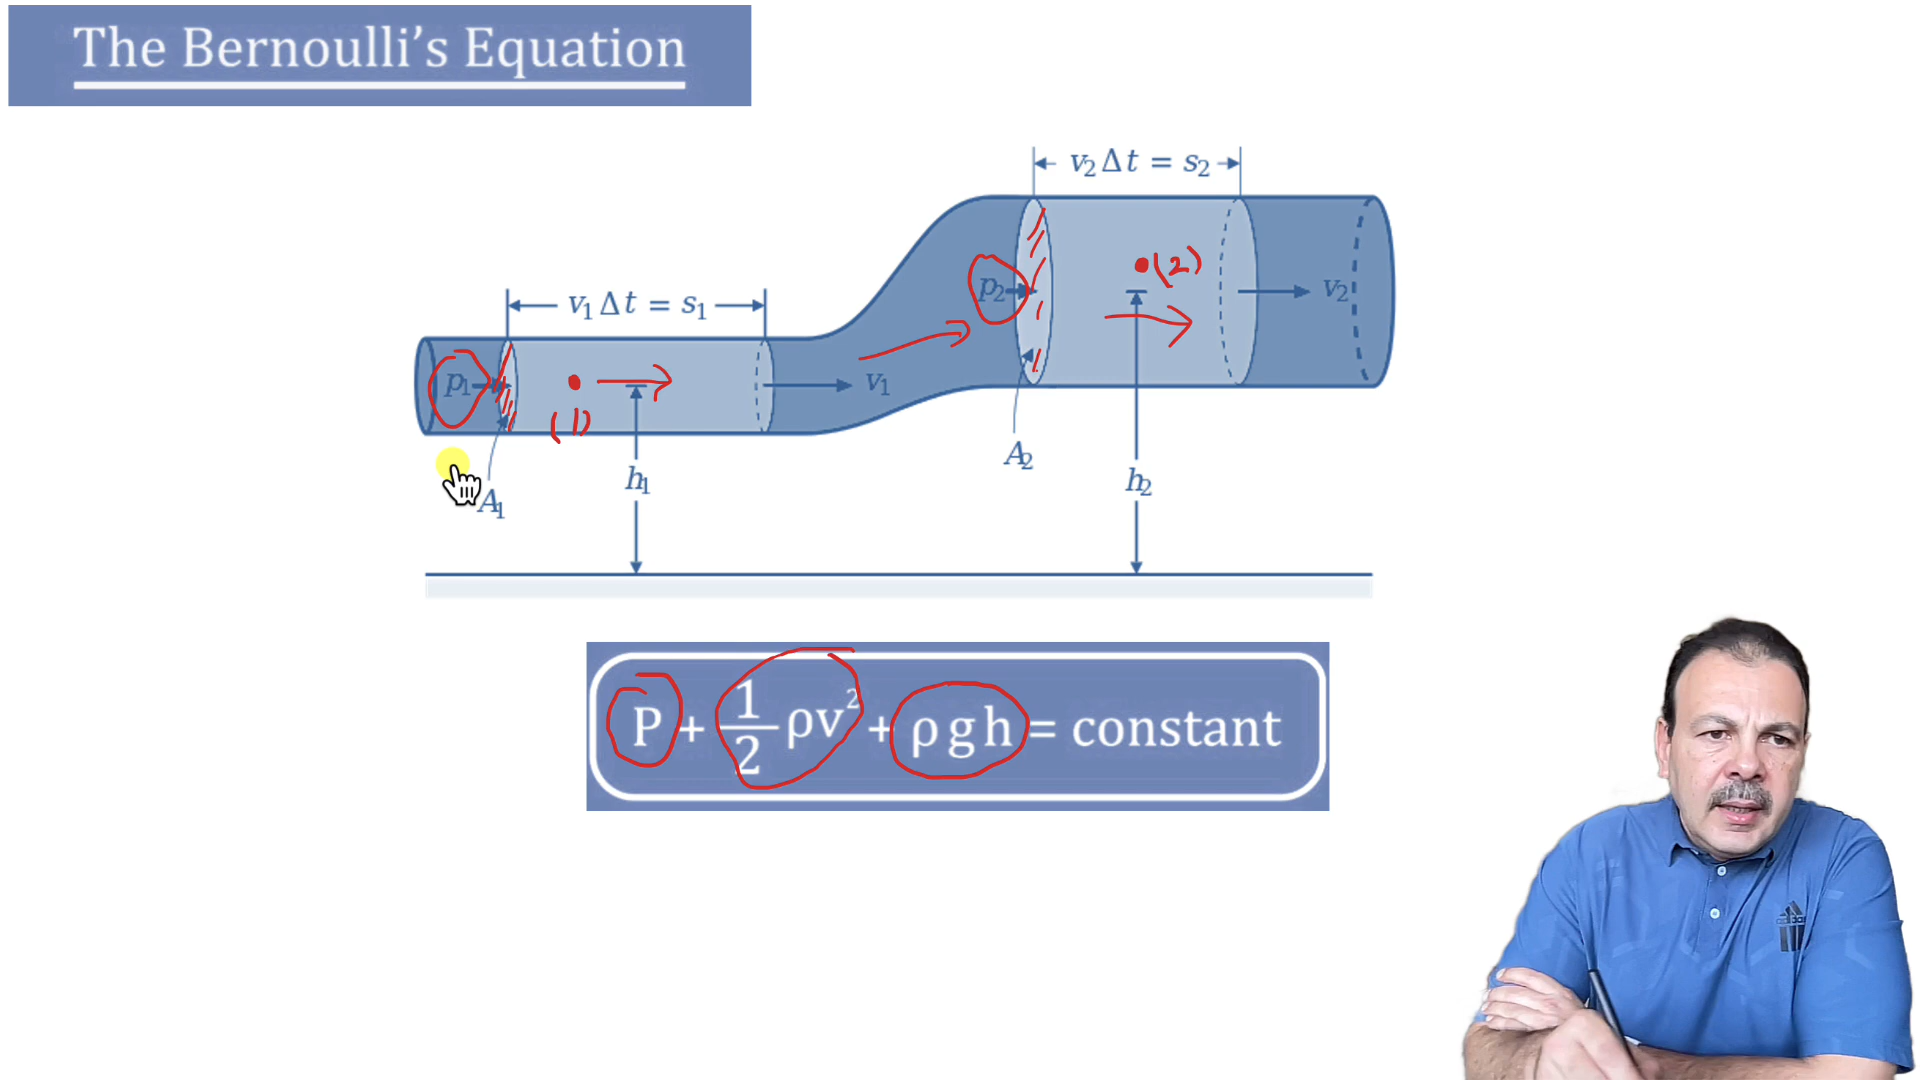 The Bernoulli's Equation
v₂ Δt = s₂
(2)
p₂
v₂
v₁ Δt = s₁
p₁
v₁
(1)
A₂
h₁
h₂
A₁
P + 1/2 ρv² + ρgh = constant
adidas